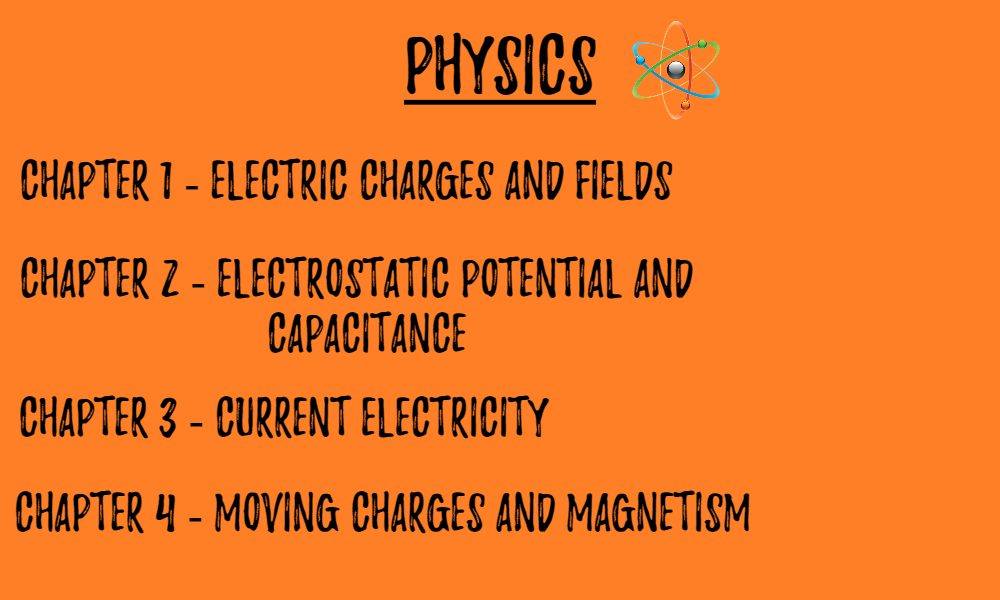 PHYSICS
CHAPTER 1 - ELECTRIC CHARGES AND FIELDS
CHAPTER 2 - ELECTROSTATIC POTENTIAL AND
CAPACITANCE
CHAPTER 3 - CURRENT ELECTRICITY
CHAPTER 4 - MOVING CHARGES AND MAGNETISM